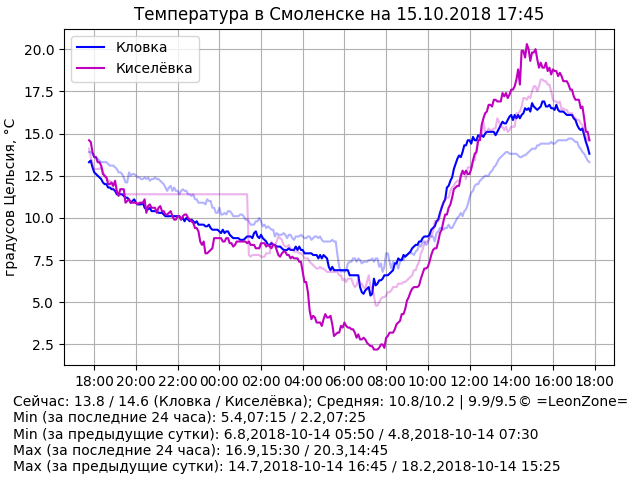 Температура в Смоленске на 15.10.2018 17:45
Кловка
Киселёвка
градусов Цельсия, °C
20.0
17.5
15.0
12.5
10.0
7.5
5.0
2.5
18:00 20:00 22:00 00:00 02:00 04:00 06:00 08:00 10:00 12:00 14:00 16:00 18:00
Сейчас: 13.8 / 14.6 (Кловка / Киселёвка); Средняя: 10.8/10.2 | 9.9/9.5© =LeonZone=
Min (за последние 24 часа): 5.4,07:15 / 2.2,07:25
Min (за предыдущие сутки): 6.8,2018-10-14 05:50 / 4.8,2018-10-14 07:30
Max (за последние 24 часа): 16.9,15:30 / 20.3,14:45
Max (за предыдущие сутки): 14.7,2018-10-14 16:45 / 18.2,2018-10-14 15:25